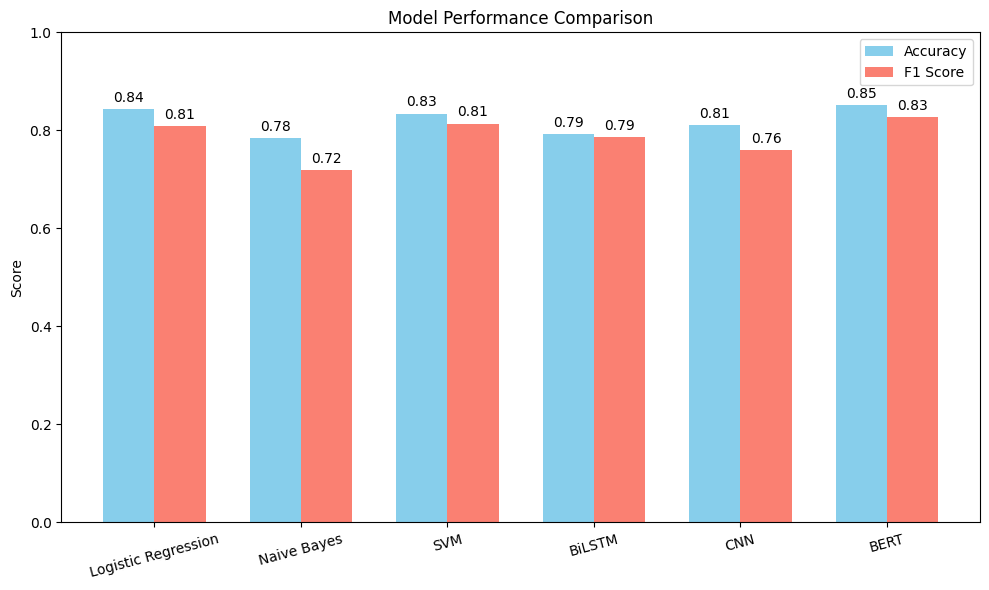 Model Performance Comparison
Accuracy
F1 Score
Score
1.0
0.8
0.6
0.4
0.2
0.0
0.84
0.81
0.78
0.72
0.83
0.81
0.79
0.79
0.81
0.76
0.85
0.83
Logistic Regression
Naive Bayes
SVM
BiLSTM
CNN
BERT